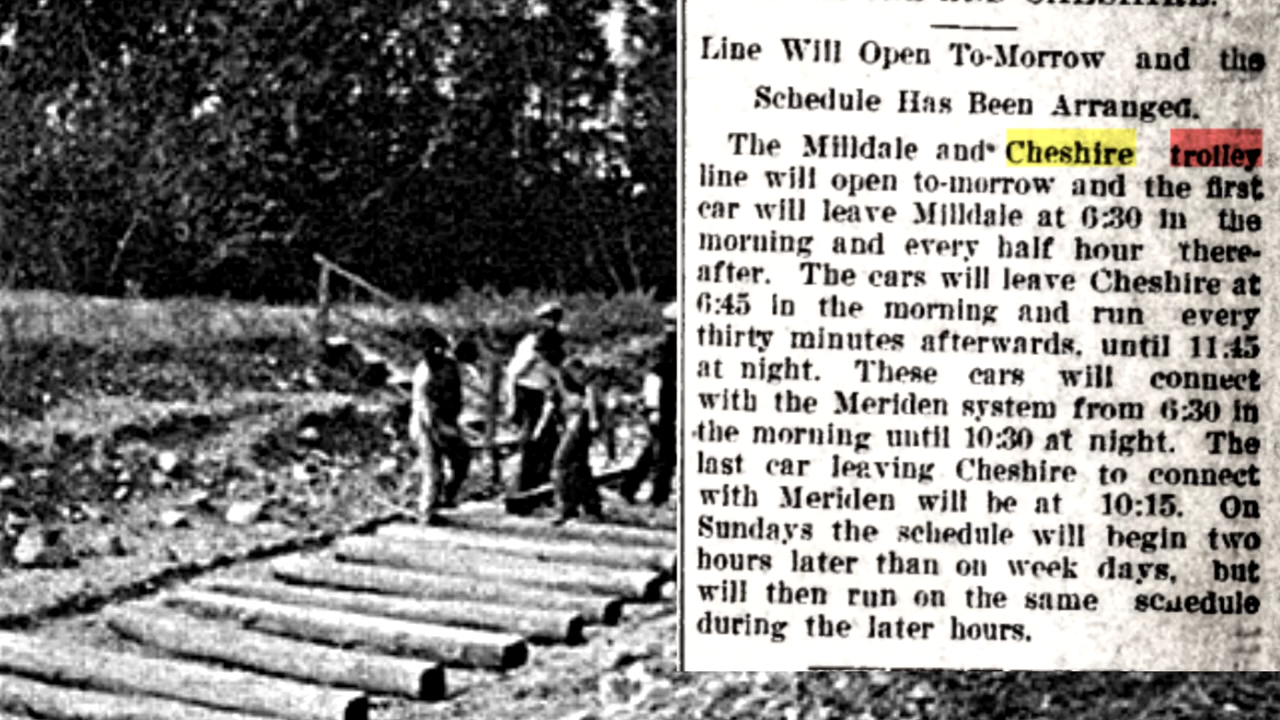 Line Will Open To-Morrow and the
Schedule Has Been Arranged.
The Milldale and Cheshire trolley
line will open to-morrow and the first
car will leave Milldale at 6:30 in the
morning and every half hour there-
after. The cars will leave Cheshire at
6:45 in the morning and run every
thirty minutes afterwards, until 11.45
at night. These cars will connect
with the Meriden system from 6:30 in
the morning until 10:30 at night. The
last car leaving Cheshire to connect
with Meriden will be at 10:15. On
Sundays the schedule will begin two
hours later than on week days, but
will then run on the same schedule
during the later hours.